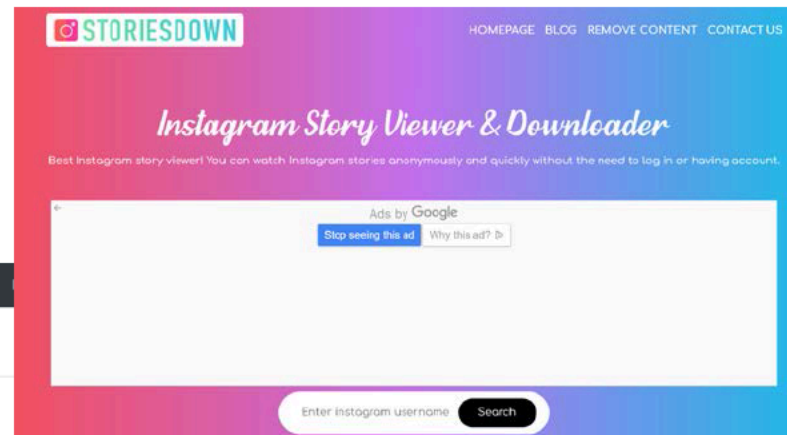 STORIESDOWN
HOMEPAGE BLOG REMOVE CONTENT CONTACT US
Instagram Story Viewer & Downloader
Best Instagram story viewer! You can watch Instagram stories anonymously and quickly without the need to log in or having account.
Ads by Google
Stop seeing this ad Why this ad?
Enter instagram username Search